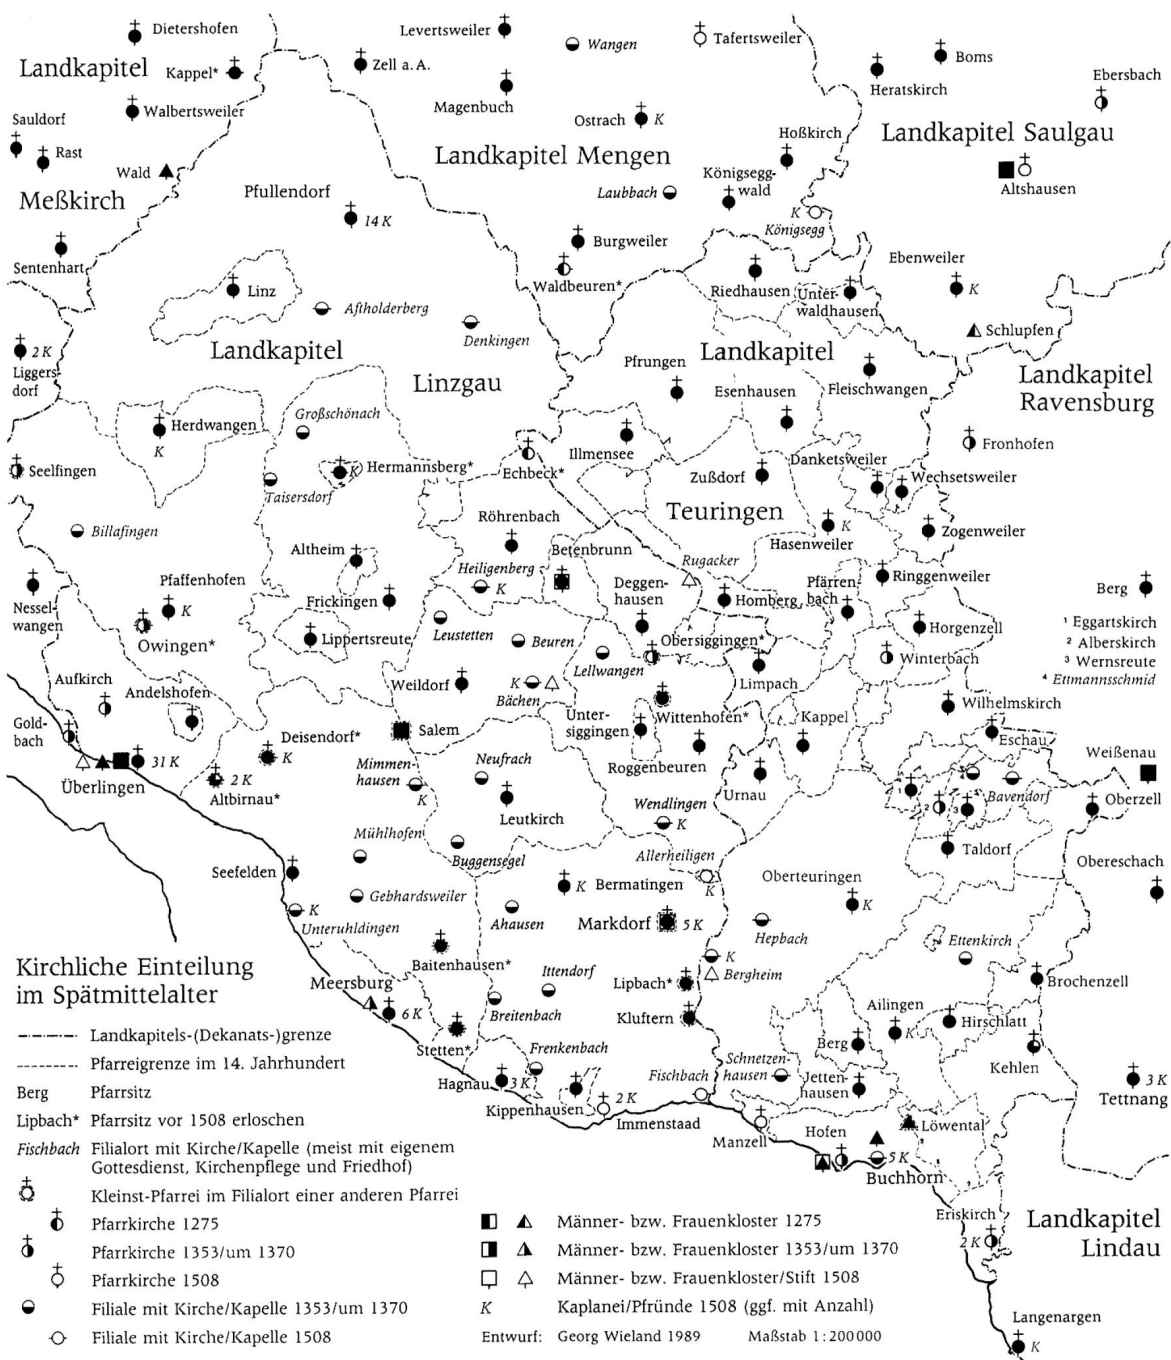 Dietershofen
Levertsweiler
Wangen
Tafertsweiler
Landkapitel
Kappel*
Zell a. A.
Boms
Heratskirch
Ebersbach
Walbertsweiler
Magenbuch
Ostrach K
Hoßkirch
Landkapitel Saulgau
Sauldorf
Rast
Landkapitel Mengen
Wald
Königsegg-
wald
Altshausen
Meßkirch
Pfullendorf
14 K
Laubbach
K
Königsegg
Sentenhart
Burgweiler
Waldbeuren*
Ebenweiler
K
Linz
Riedhausen
Unter-
waldhausen
Aftholderberg
Denkingen
Schlupfen
2 K
Liggers-
dorf
Landkapitel
Linzgau
Pfrungen
Landkapitel
Esenhausen
Fleischwangen
Landkapitel
Ravensburg
Herdwangen
K
Großschönach
Illmensee
Fronhofen
Seelfingen
Hermannsberg*
K
Echbeck*
Zußdorf
Danketsweiler
Wechsetsweiler
Taisersdorf
Teuringen
Billafingen
Röhrenbach
Hasenweiler
K
Zogenweiler
Altheim
Betenbrunn
Rugacker
Heiligenberg
K
Nessel-
wangen
Pfaffenhofen
K
Frickingen
Deggen-
hausen
Homberg
Pfärren-
bach
Ringgenweiler
Berg
Owingen*
Lippertsreute
Leustetten
Beuren
Obersiggingen*
Horgenzell
1 Eggartskirch
2 Alberskirch
3 Wernsreute
4 Ettmannsschmid
Lellwangen
Winterbach
Aufkirch
Andelshofen
Weildorf
K
Bächen
Limpach
Wilhelmskirch
Gold-
bach
Deisendorf*
K
Salem
Unter-
siggingen
Wittenhofen*
Kappel
Eschau
Weißenau
31 K
Überlingen
2 K
Altbirnau*
Mimmen-
hausen
K
Neufrach
Roggenbeuren
Urnau
1
2
3
4
Bavendorf
Oberzell
Leutkirch
Wendlingen
K
Mühlhofen
Buggensegel
Allerheiligen
K
Taldorf
Obereschach
Seefelden
Bermatingen
K
Oberteuringen
K
Gebhardsweiler
K
Unteruhldingen
Ahausen
Markdorf
5 K
Hepbach
Ettenkirch
Kirchliche Einteilung
im Spätmittelalter
Baitenhausen*
K
Bergheim
Meersburg
6 K
Ittendorf
Lipbach*
Brochenzell
Breitenbach
Kluftern
Ailingen
K
Hirschlatt
Stetten*
Berg
Kehlen
Frenkenbach
Schnetzen-
hausen
Hagnau
3 K
Fischbach
Jetten-
hausen
3 K
Tettnang
Kippenhausen
2 K
Immenstaad
Manzell
Hofen
Löwental
5 K
Buchhorn
Eriskirch
2 K
Landkapitel
Lindau
Langenargen
K
Landkapitels-(Dekanats-)grenze
Pfarreigrenze im 14. Jahrhundert
Berg Pfarrsitz
Lipbach* Pfarrsitz vor 1508 erloschen
Fischbach Filialort mit Kirche/Kapelle (meist mit eigenem
Gottesdienst, Kirchenpflege und Friedhof)
Kleinst-Pfarrei im Filialort einer anderen Pfarrei
Pfarrkirche 1275
Pfarrkirche 1353/um 1370
Pfarrkirche 1508
Filiale mit Kirche/Kapelle 1353/um 1370
Filiale mit Kirche/Kapelle 1508
Männer- bzw. Frauenkloster 1275
Männer- bzw. Frauenkloster 1353/um 1370
Männer- bzw. Frauenkloster/Stift 1508
K Kaplanei/Pfründe 1508 (ggf. mit Anzahl)
Entwurf: Georg Wieland 1989 Maßstab 1:200000